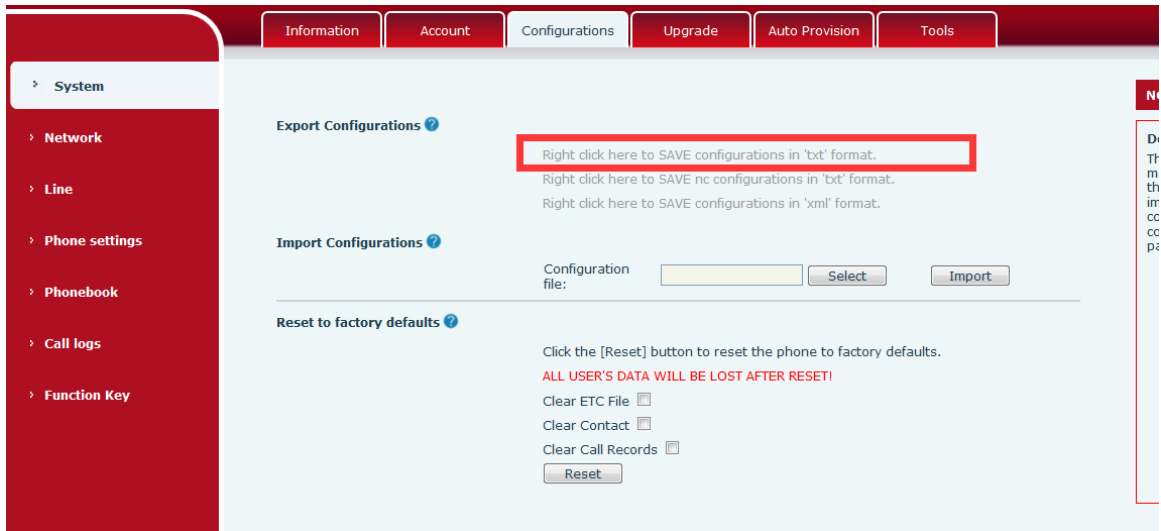 Information Account Configurations Upgrade Auto Provision Tools
System
Network
Line
Phone settings
Phonebook
Call logs
Function Key
Export Configurations
Right click here to SAVE configurations in 'txt' format.
Right click here to SAVE nc configurations in 'txt' format.
Right click here to SAVE configurations in 'xml' format.
Import Configurations
Configuration
file:
Select Import
Reset to factory defaults
Click the [Reset] button to reset the phone to factory defaults.
ALL USER'S DATA WILL BE LOST AFTER RESET!
Clear ETC File
Clear Contact
Clear Call Records
Reset